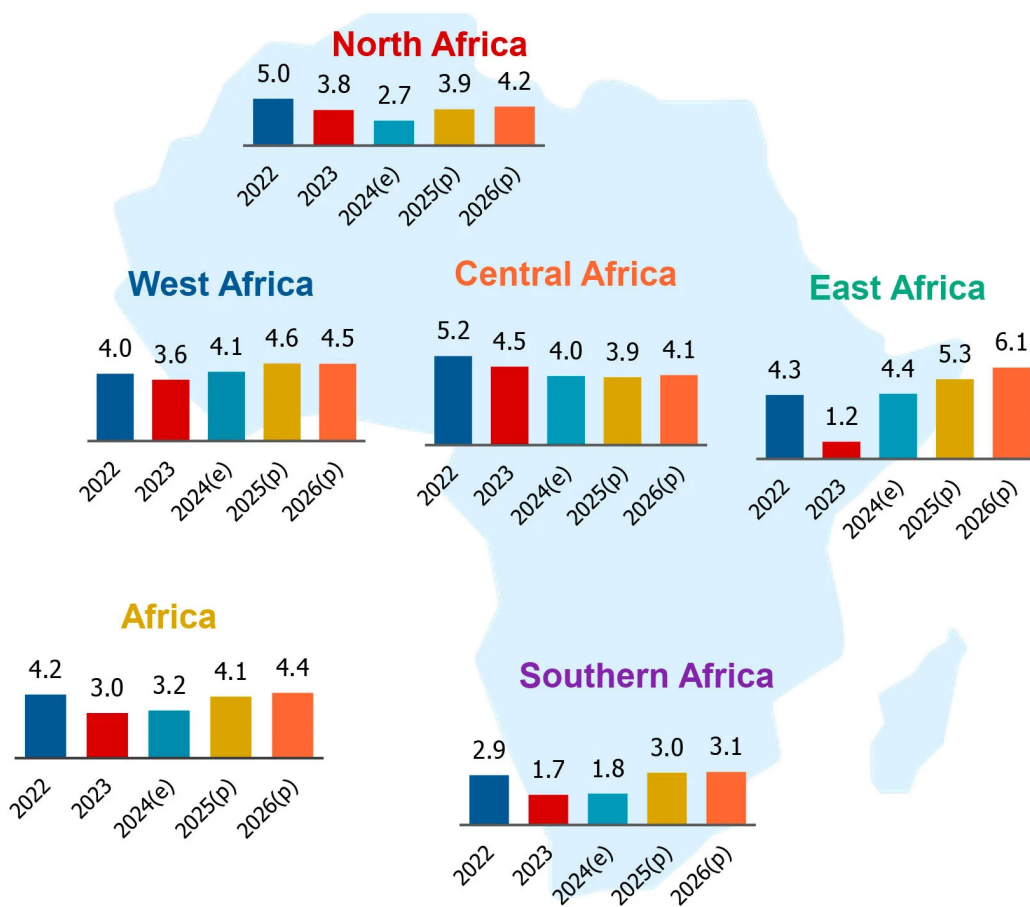 North Africa
5.0 3.8 2.7 3.9 4.2
2022 2023 2024(e) 2025(p) 2026(p)
West Africa
4.0 3.6 4.1 4.6 4.5
2022 2023 2024(e) 2025(p) 2026(p)
Central Africa
5.2 4.5 4.0 3.9 4.1
2022 2023 2024(e) 2025(p) 2026(p)
East Africa
4.3 1.2 4.4 5.3 6.1
2022 2023 2024(e) 2025(p) 2026(p)
Africa
4.2 3.0 3.2 4.1 4.4
2022 2023 2024(e) 2025(p) 2026(p)
Southern Africa
2.9 1.7 1.8 3.0 3.1
2022 2023 2024(e) 2025(p) 2026(p)